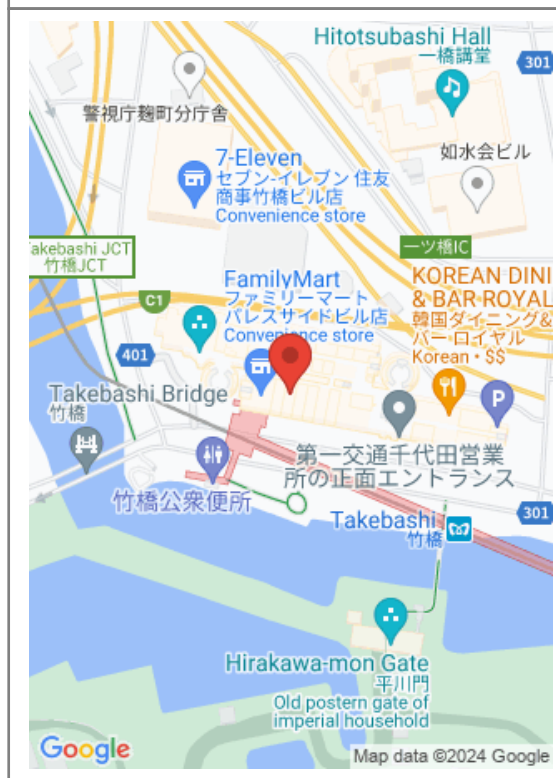 Hitotsubashi Hall
一橋講堂
301
警視庁麹町分庁舎
如水会ビル
7-Eleven
セブン-イレブン 住友
商事竹橋ビル店
Convenience store
akebashi JCT
竹橋JCT
一ツ橋IC
C1
FamilyMart
ファミリーマート
パレスサイドビル店
Convenience store
KOREAN DINI
& BAR ROYAL
韓国ダイニング&
バー ロイヤル
Korean • $$
401
Takebashi Bridge
竹橋
P
第一交通千代田営業
所の正面エントランス
竹橋公衆便所
Takebashi
竹橋
301
Hirakawa-mon Gate
平川門
Old postern gate of
imperial household
Google
Map data ©2024 Google